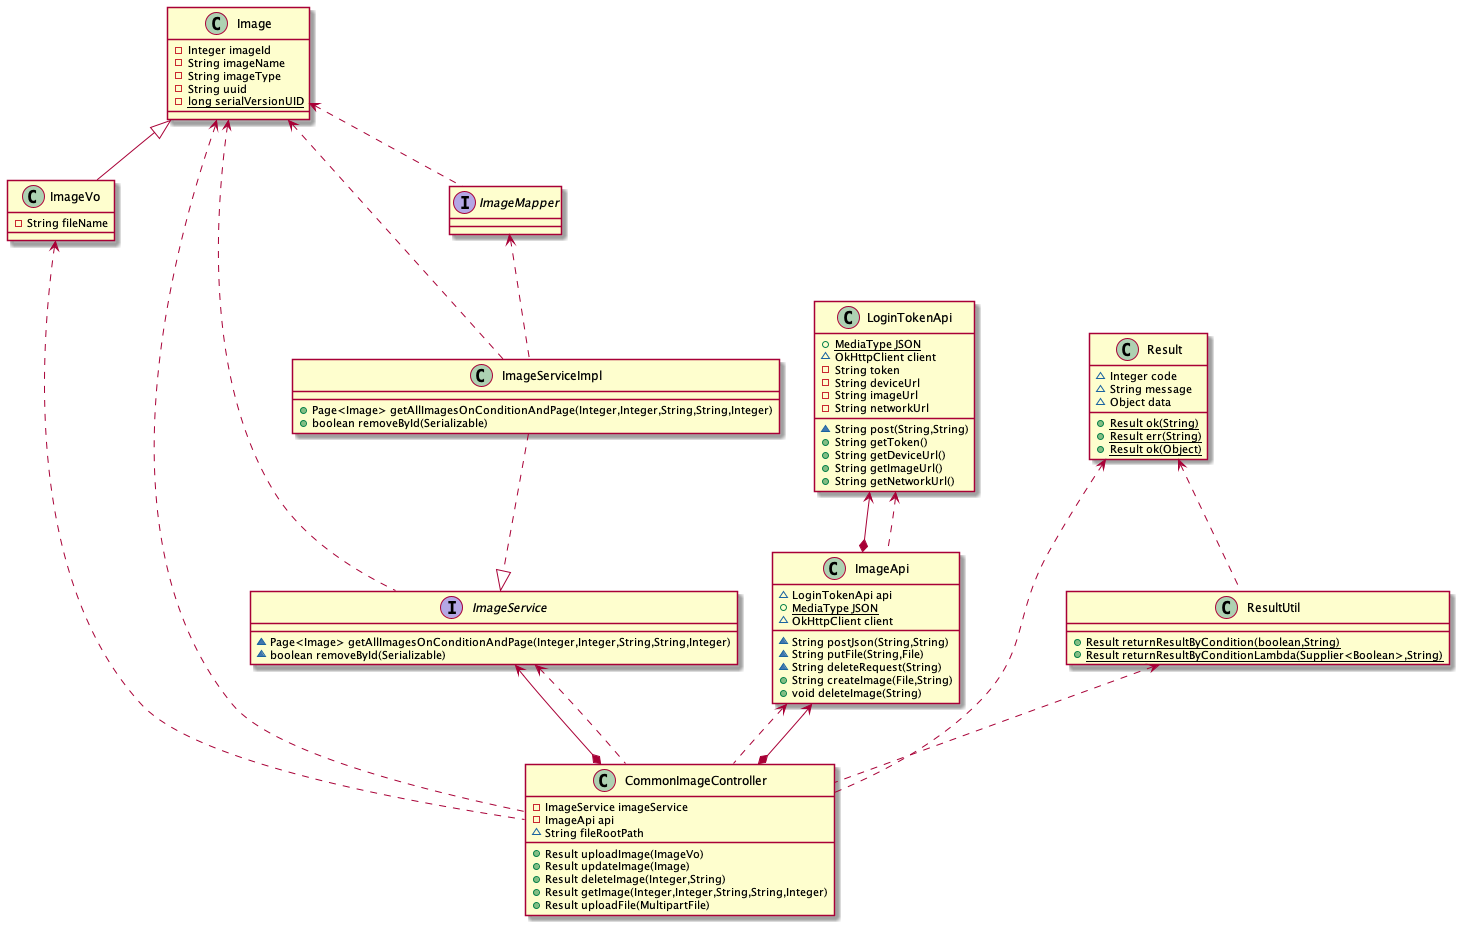 C Image
Integer imageId
String imageName
String imageType
String uuid
long serialVersionUID
C ImageVo
String fileName
I ImageMapper
C ImageServiceImpl
Page<Image> getAllImagesOnConditionAndPage(Integer,Integer,String,String,Integer)
boolean removeById(Serializable)
C LoginTokenApi
MediaType JSON
OkHttpClient client
String token
String deviceUrl
String imageUrl
String networkUrl
String post(String,String)
String getToken()
String getDeviceUrl()
String getImageUrl()
String getNetworkUrl()
C Result
Integer code
String message
Object data
Result ok(String)
Result err(String)
Result ok(Object)
I ImageService
Page<Image> getAllImagesOnConditionAndPage(Integer,Integer,String,String,Integer)
boolean removeById(Serializable)
C ImageApi
LoginTokenApi api
MediaType JSON
OkHttpClient client
String postJson(String,String)
String putFile(String,File)
String deleteRequest(String)
String createImage(File,String)
void deleteImage(String)
C ResultUtil
Result returnResultByCondition(boolean,String)
Result returnResultByConditionLambda(Supplier<Boolean>,String)
C CommonImageController
ImageService imageService
ImageApi api
String fileRootPath
Result uploadImage(ImageVo)
Result updateImage(Image)
Result deleteImage(Integer,String)
Result getImage(Integer,Integer,String,String,Integer)
Result uploadFile(MultipartFile)